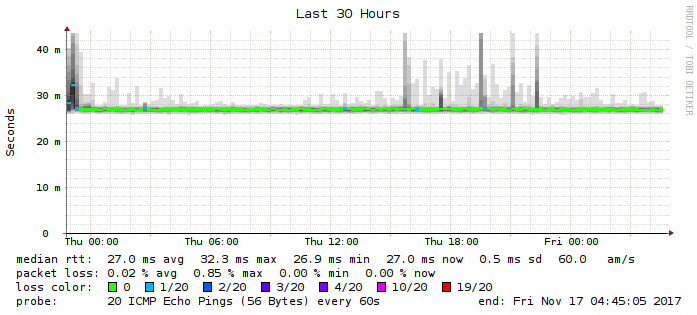 Last 30 Hours
RRDTOOL / TOBI OETIKER
Seconds
40 m
30 m
20 m
10 m
0
Thu 00:00 Thu 06:00 Thu 12:00 Thu 18:00 Fri 00:00
median rtt: 27.0 ms avg 32.3 ms max 26.9 ms min 27.0 ms now 0.5 ms sd 60.0 am/s
packet loss: 0.02 % avg 0.85 % max 0.00 % min 0.00 % now
loss color: 0 1/20 2/20 3/20 4/20 10/20 19/20
probe: 20 ICMP Echo Pings (56 Bytes) every 60s end: Fri Nov 17 04:45:05 2017